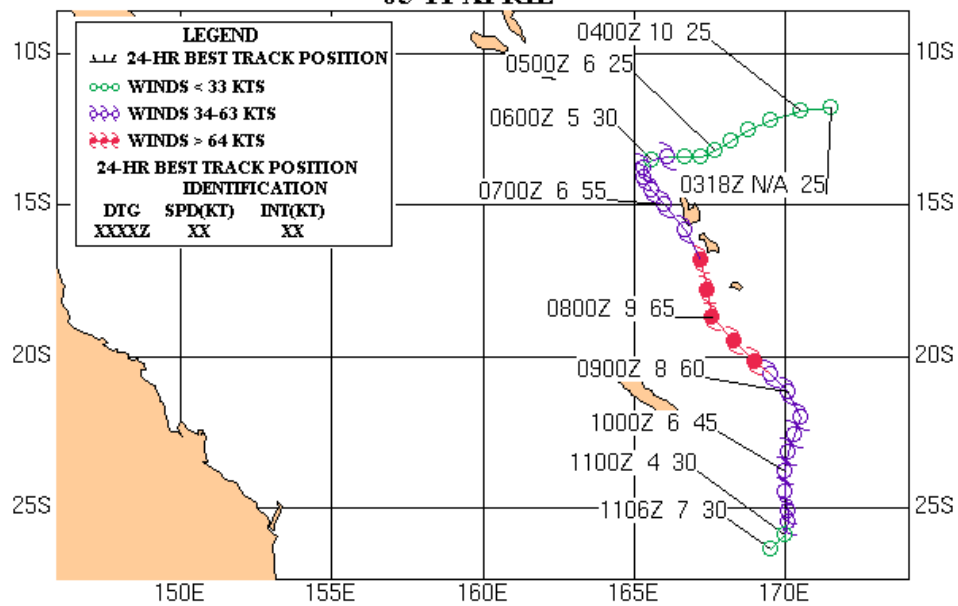 LEGEND
24-HR BEST TRACK POSITION
WINDS < 33 KTS
WINDS 34-63 KTS
WINDS > 64 KTS
24-HR BEST TRACK POSITION
IDENTIFICATION
DTG SPD(KT) INT(KT)
XXXXZ XX XX
10S
10S
0400Z 10 25
0500Z 6 25
0600Z 5 30
0318Z N/A 25
0700Z 6 55
15S
15S
0800Z 9 65
20S
20S
0900Z 8 60
1000Z 6 45
1100Z 4 30
25S
25S
1106Z 7 30
150E 155E 160E 165E 170E